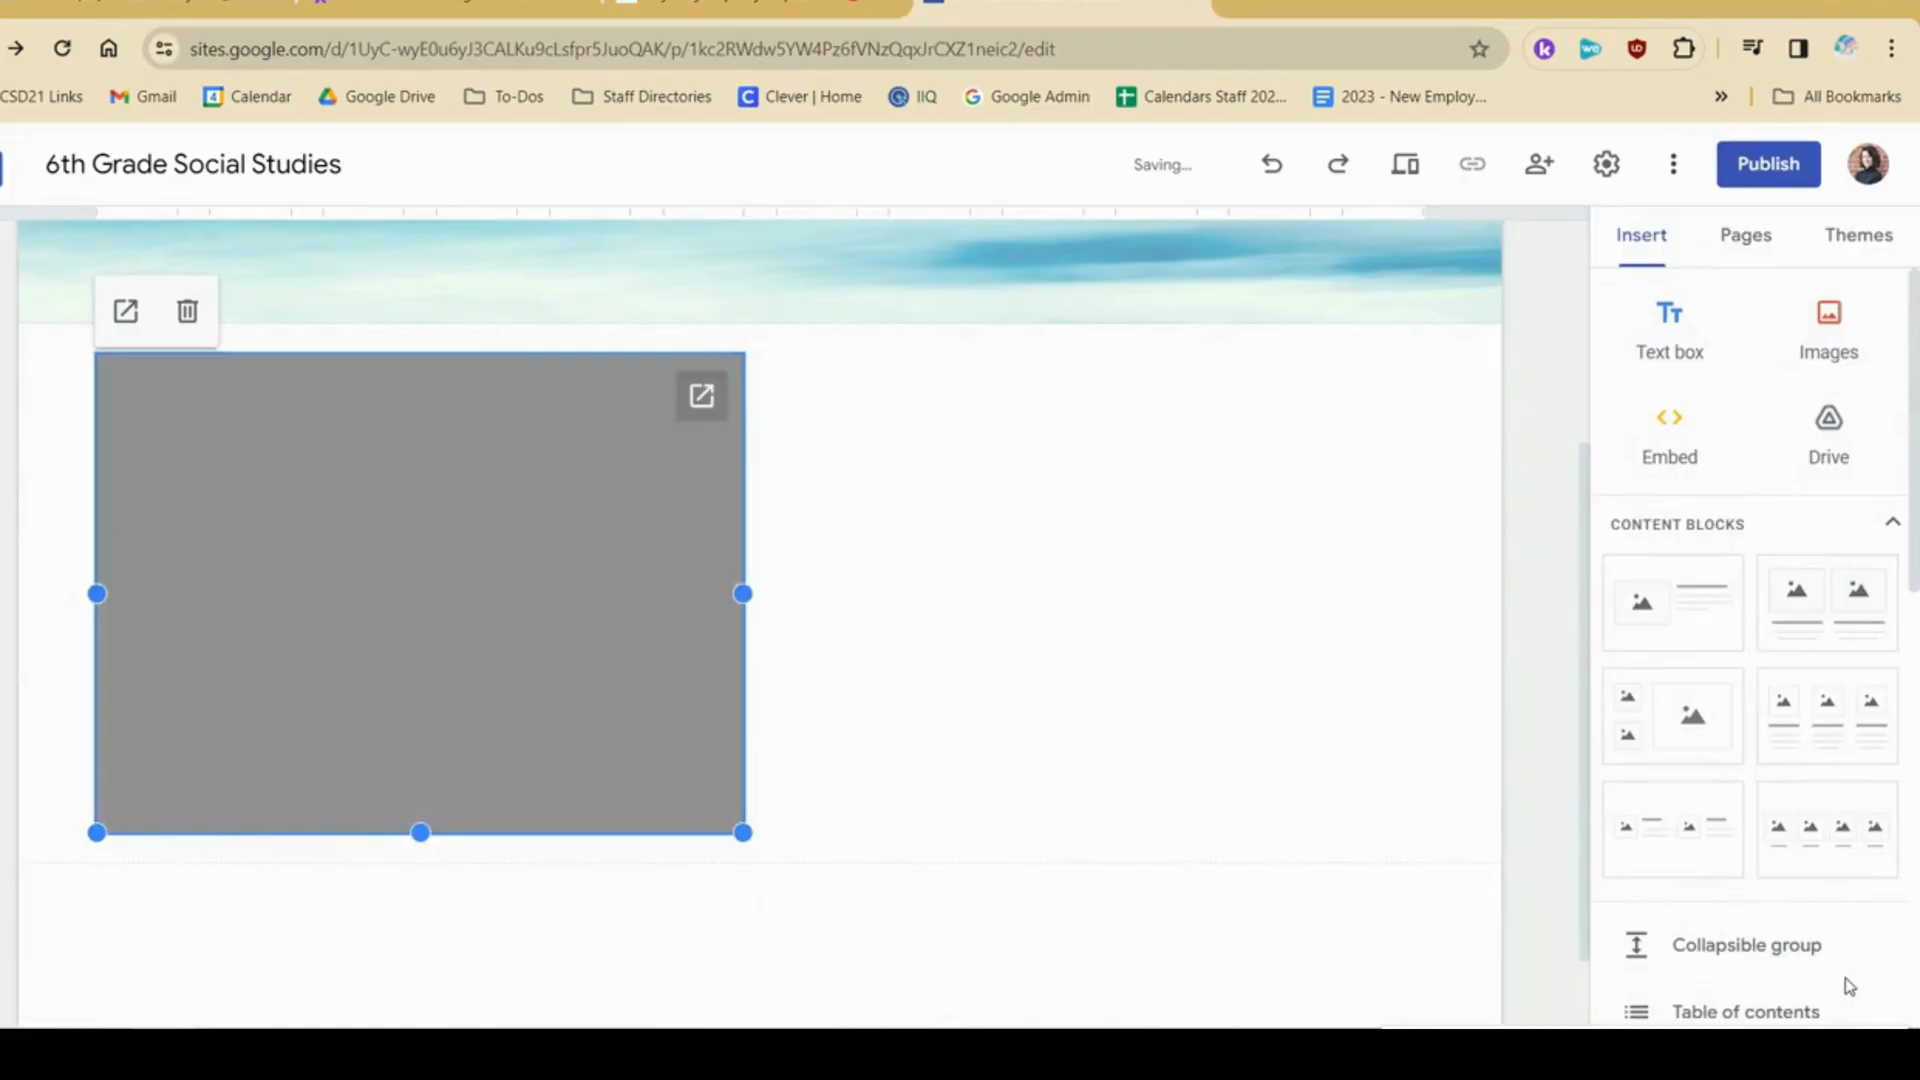 sites.google.com/d/1UyC-wyE0u6yJ3CALKu9cLsfpr5JuoQAK/p/1kc2RWdw5YW4Pz6fVNzQqxJrCXZ1neic2/edit
CSD21 Links Gmail Calendar Google Drive To-Dos Staff Directories Clever | Home IIQ Google Admin Calendars Staff 202... 2023 - New Employ... All Bookmarks
6th Grade Social Studies Saving... Publish
Insert Pages Themes
Text box Images
Embed Drive
CONTENT BLOCKS
Collapsible group
Table of contents